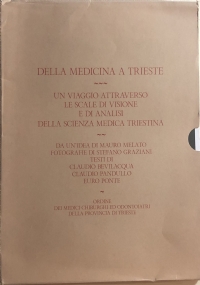 DELLA MEDICINA A TRIESTE
UN VIAGGIO ATTRAVERSO
LE SCALE DI VISIONE
E DI ANALISI
DELLA SCIENZA MEDICA TRIESTINA
DA UN'IDEA DI MAURO MELATO
FOTOGRAFIE DI STEFANO GRAZIANI
TESTI DI
CLAUDIO BEVILACQUA
CLAUDIO PANDULLO
EURO PONTE
ORDINE
DEI MEDICI CHIRURGHI ED ODONTOIATRI
DELLA PROVINCIA DI TRIESTE